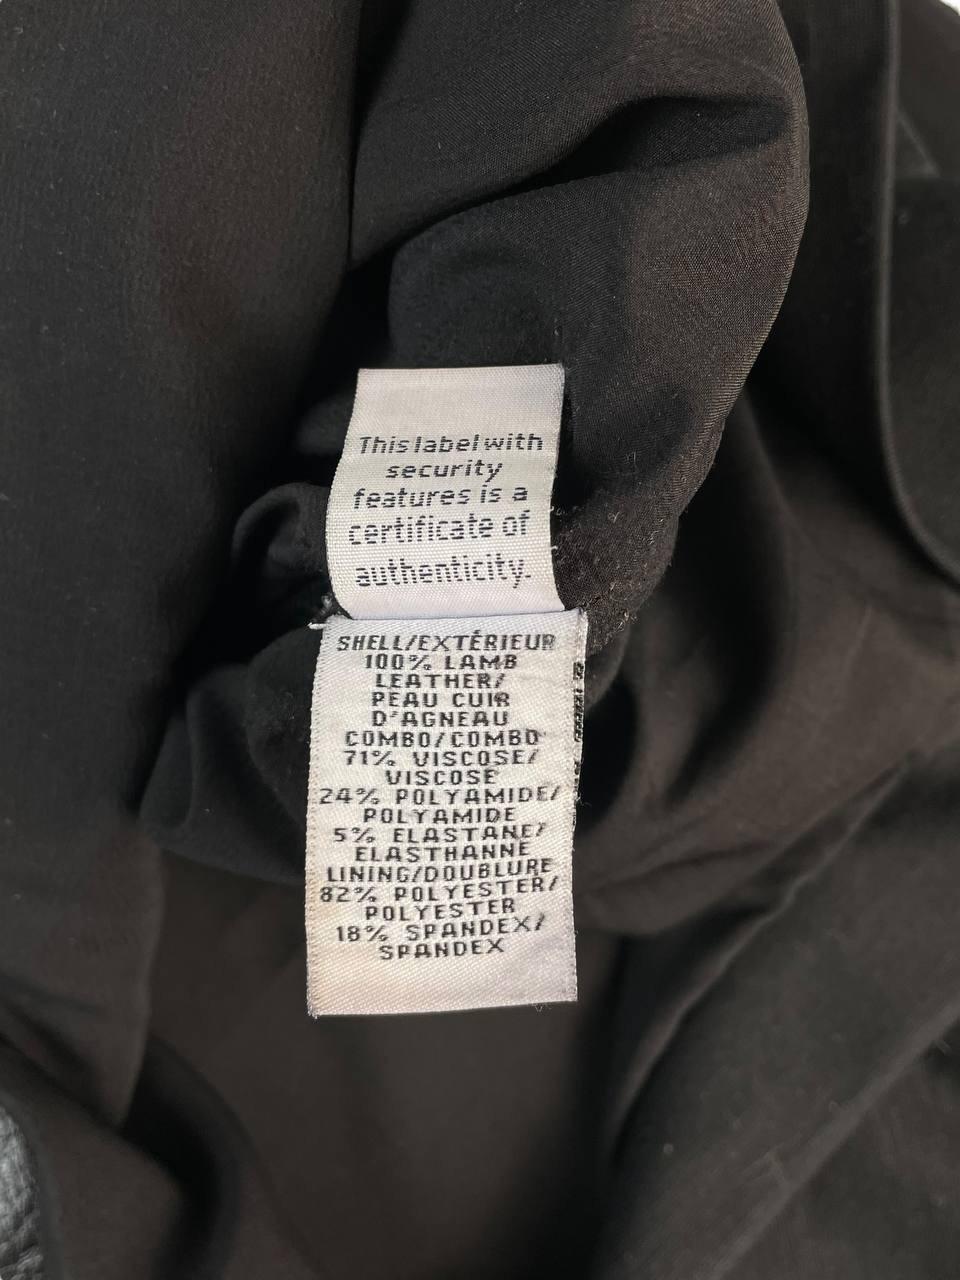 This label with
security
features is a
certificate of
authenticity.
SHELL/EXTÉRIEUR
100% LAMB
LEATHER/
PEAU CUIR
D'AGNEAU
COMBO/COMBO
71% VISCOSE/
VISCOSE
24% POLYAMIDE/
POLYAMIDE
5% ELASTANE/
ELASTHANNE
LINING/DOUBLURE
82% POLYESTER/
POLYESTER
18% SPANDEX/
SPANDEX